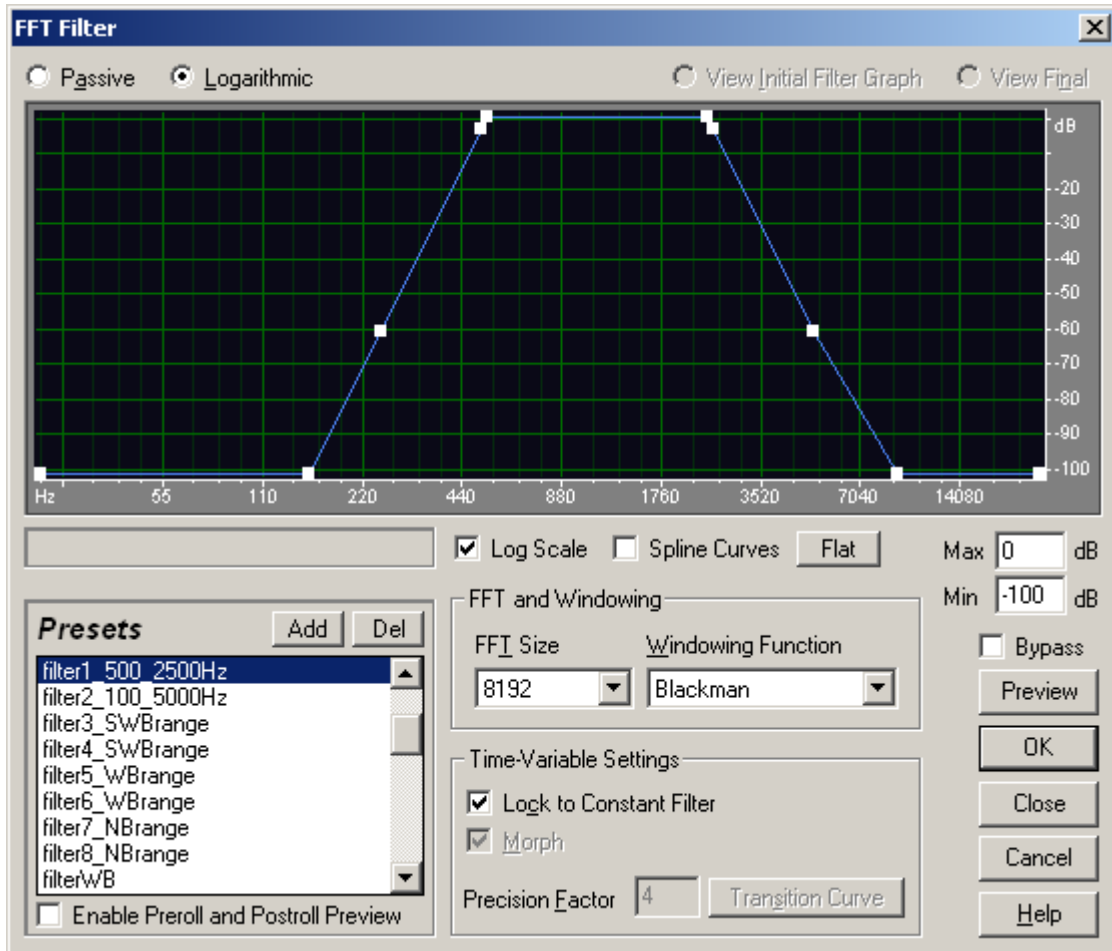 FFT Filter
Passive Logarithmic View Initial Filter Graph View Final
dB
-20
-30
-40
-50
-60
-70
-80
-90
-100
Hz 55 110 220 440 880 1760 3520 7040 14080
Log Scale Spline Curves Flat
Max 0 dB
Min -100 dB
Presets Add Del
filter1_500_2500Hz
filter2_100_5000Hz
filter3_SWBrange
filter4_SWBrange
filter5_WBrange
filter6_WBrange
filter7_NBrange
filter8_NBrange
filterWB
Enable Preroll and Postroll Preview
FFT and Windowing
FFT Size Windowing Function
8192 Blackman
Time-Variable Settings
Lock to Constant Filter
Morph
Precision Factor 4 Transition Curve
Bypass
Preview
OK
Close
Cancel
Help